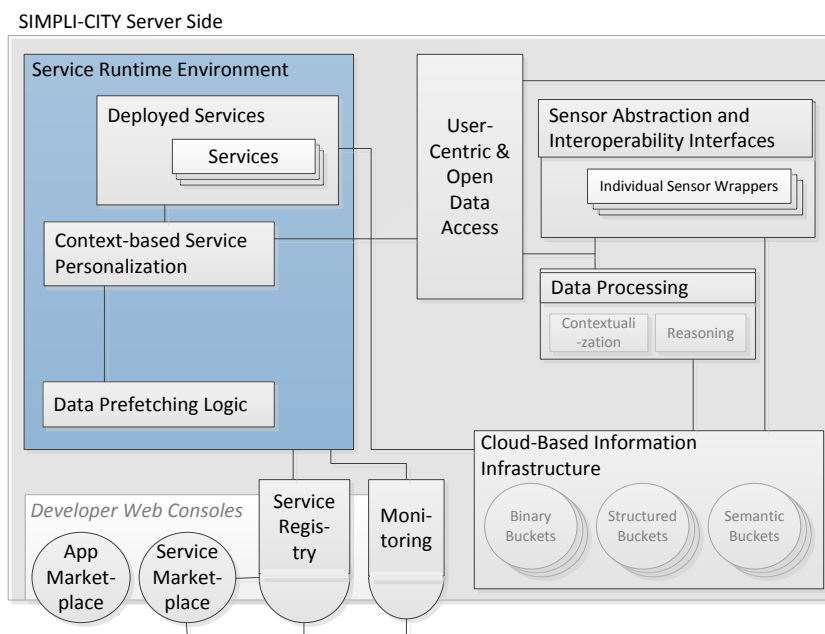 SIMPLI-CITY Server Side
Service Runtime Environment
Deployed Services
Services
Context-based Service
Personalization
Data Prefetching Logic
User-
Centric &
Open
Data
Access
Sensor Abstraction and
Interoperability Interfaces
Individual Sensor Wrappers
Data Processing
Contextuali
-zation
Reasoning
Cloud-Based Information
Infrastructure
Binary
Buckets
Structured
Buckets
Semantic
Buckets
Developer Web Consoles
App
Market-
place
Service
Market-
place
Service
Regis-
try
Moni-
toring